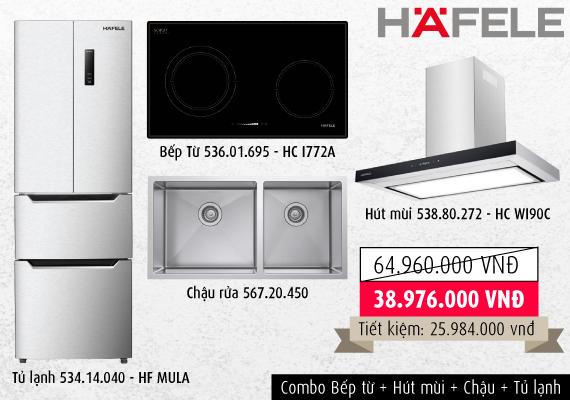 HÄFELE
HÄFELE
HÄFELE
Bếp Từ 536.01.695 - HC I772A
Hút mùi 538.80.272 - HC WI90C
Chậu rửa 567.20.450
64.960.000 VNĐ
38.976.000 VNĐ
Tiết kiệm: 25.984.000 vnđ
Tủ lạnh 534.14.040 - HF MULA
Combo Bếp từ + Hút mùi + Chậu + Tủ lạnh